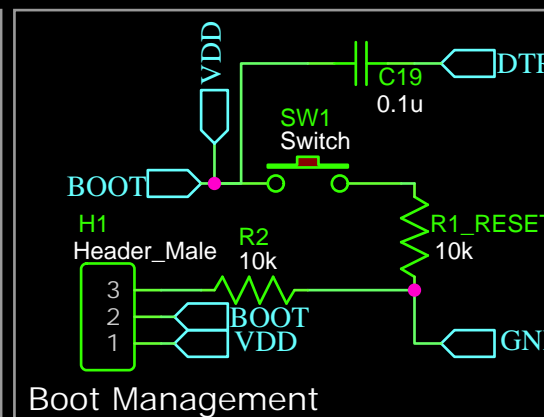 VDD
DTR
C19
0.1u
SW1
Switch
BOOT
H1
Header_Male
R2
10k
R1_RESET
10k
3
2
1
BOOT
VDD
GND
Boot Management